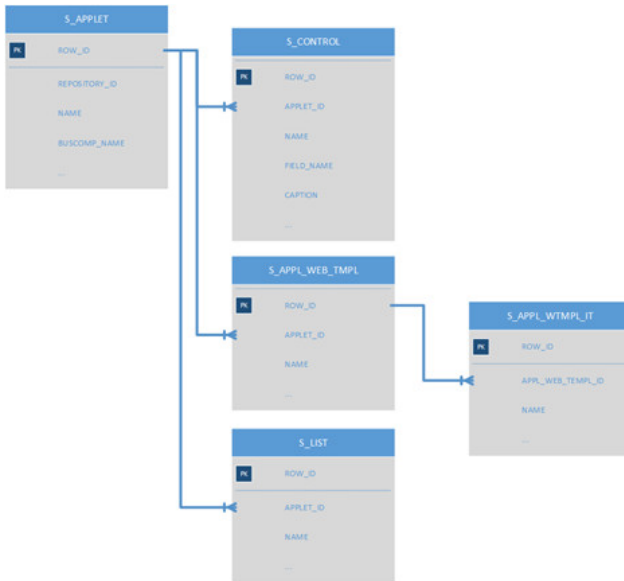 S_APPLET
PK ROW_ID
REPOSITORY_ID
NAME
BUSCOMP_NAME
...
S_CONTROL
PK ROW_ID
APPLET_ID
NAME
FIELD_NAME
CAPTION
...
S_APPL_WEB_TMPL
PK ROW_ID
APPLET_ID
NAME
...
S_APPL_WTMPL_IT
PK ROW_ID
APPL_WEB_TEMPL_ID
NAME
...
S_LIST
PK ROW_ID
APPLET_ID
NAME
...